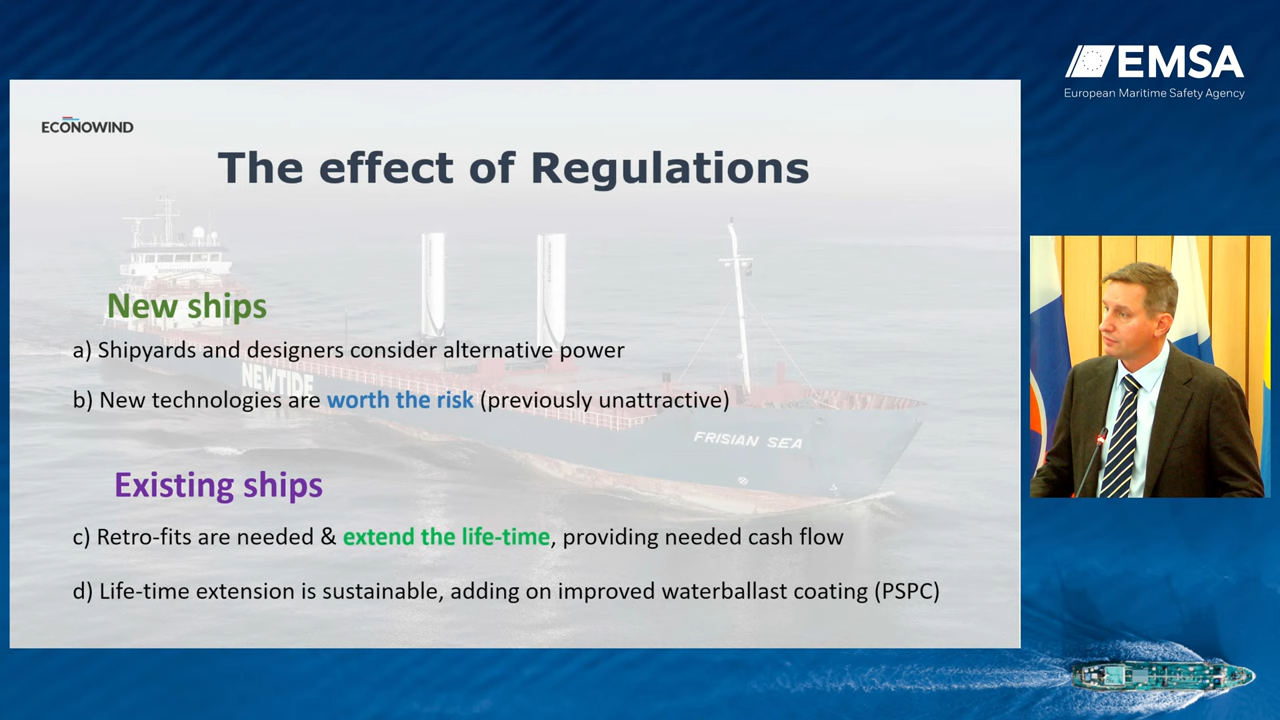 EMSA
European Maritime Safety Agency
ECONOWIND
The effect of Regulations
New ships
a) Shipyards and designers consider alternative power
NEWTIDE
b) New technologies are worth the risk (previously unattractive)
FRISIAN SEA
Existing ships
c) Retro-fits are needed & extend the life-time, providing needed cash flow
d) Life-time extension is sustainable, adding on improved waterballast coating (PSPC)